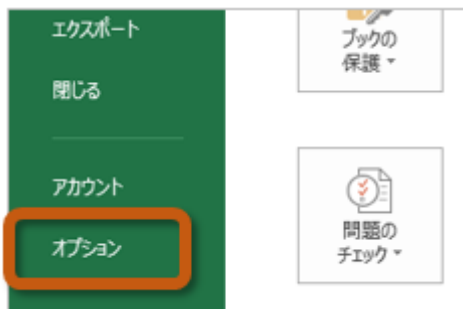 エクスポート
閉じる
アカウント
オプション
ブックの
保護
問題の
チェック